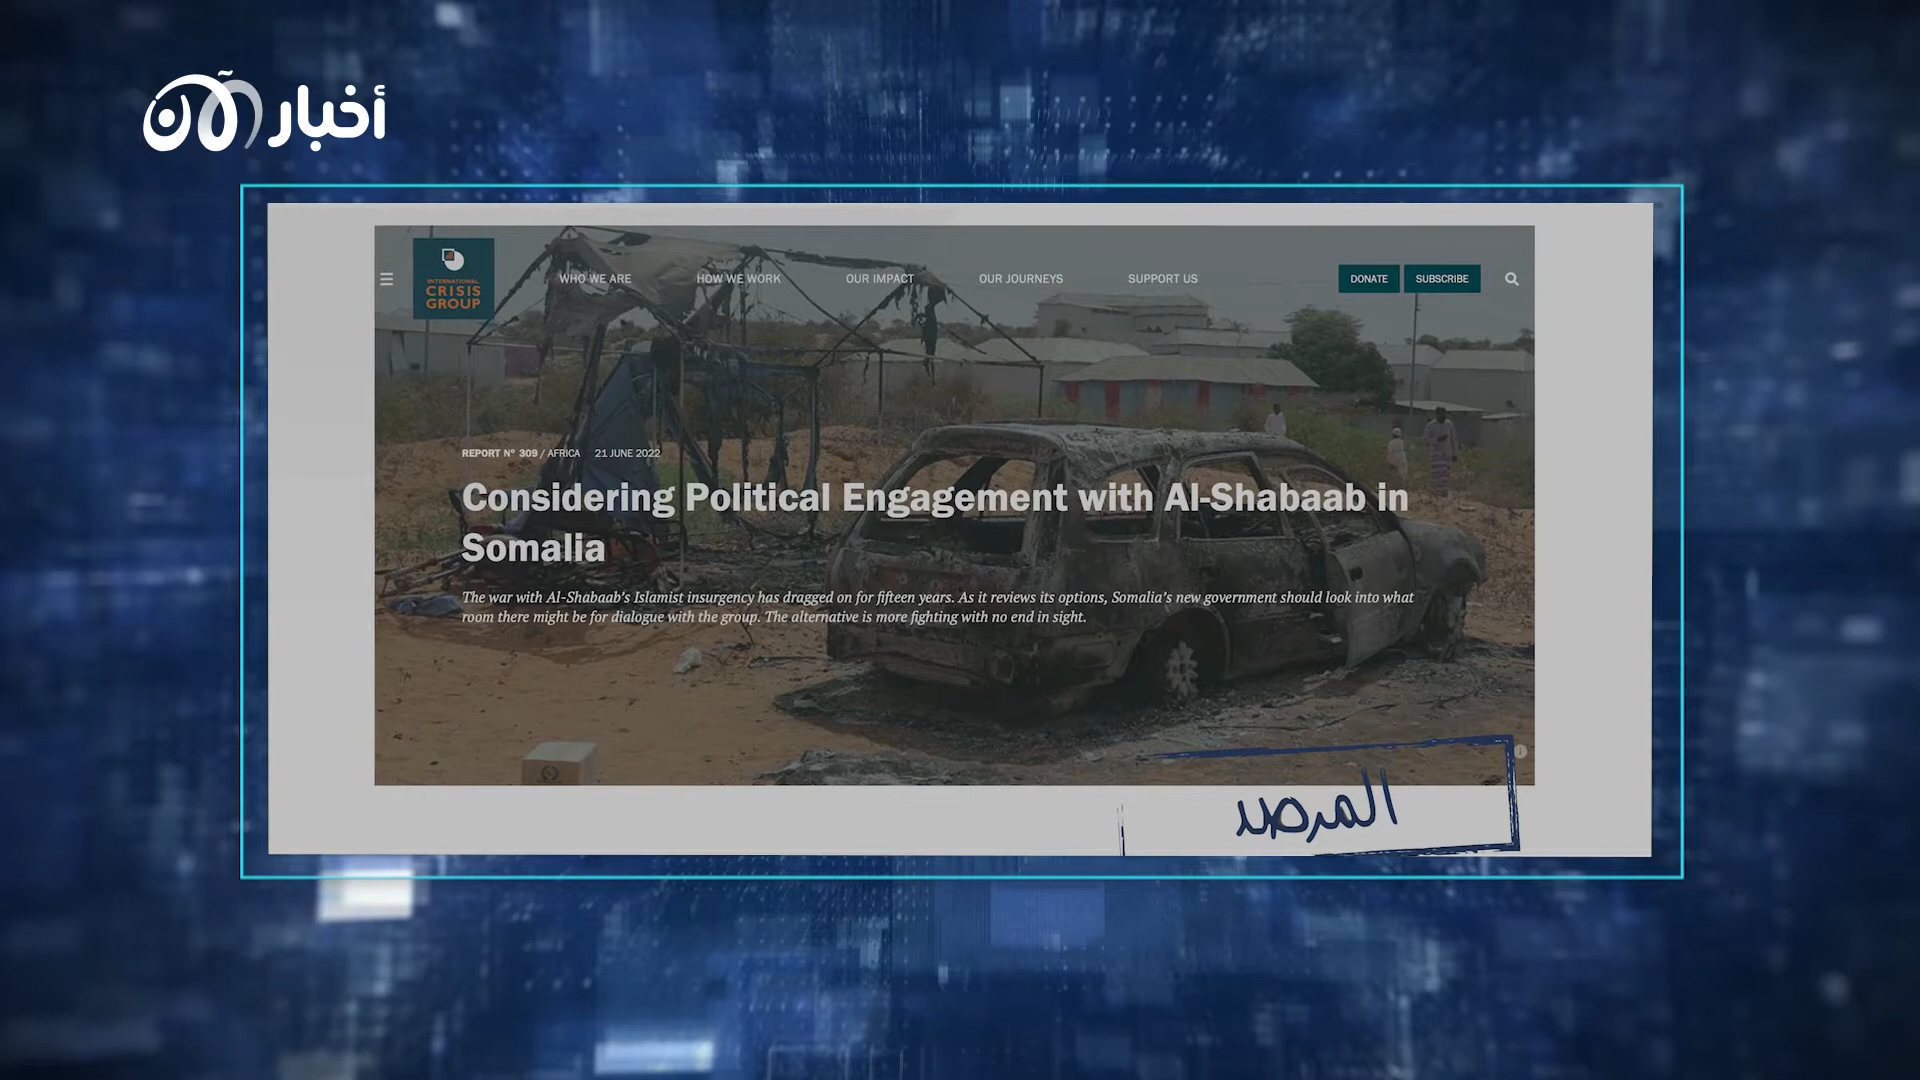 أخبار الآن
INTERNATIONAL
CRISIS
GROUP
WHO WE ARE
HOW WE WORK
OUR IMPACT
OUR JOURNEYS
SUPPORT US
DONATE
SUBSCRIBE
REPORT N° 309 / AFRICA 21 JUNE 2022
Considering Political Engagement with Al-Shabaab in
Somalia
The war with Al-Shabaab’s Islamist insurgency has dragged on for fifteen years. As it reviews its options, Somalia’s new government should look into what
room there might be for dialogue with the group. The alternative is more fighting with no end in sight.
المرصد